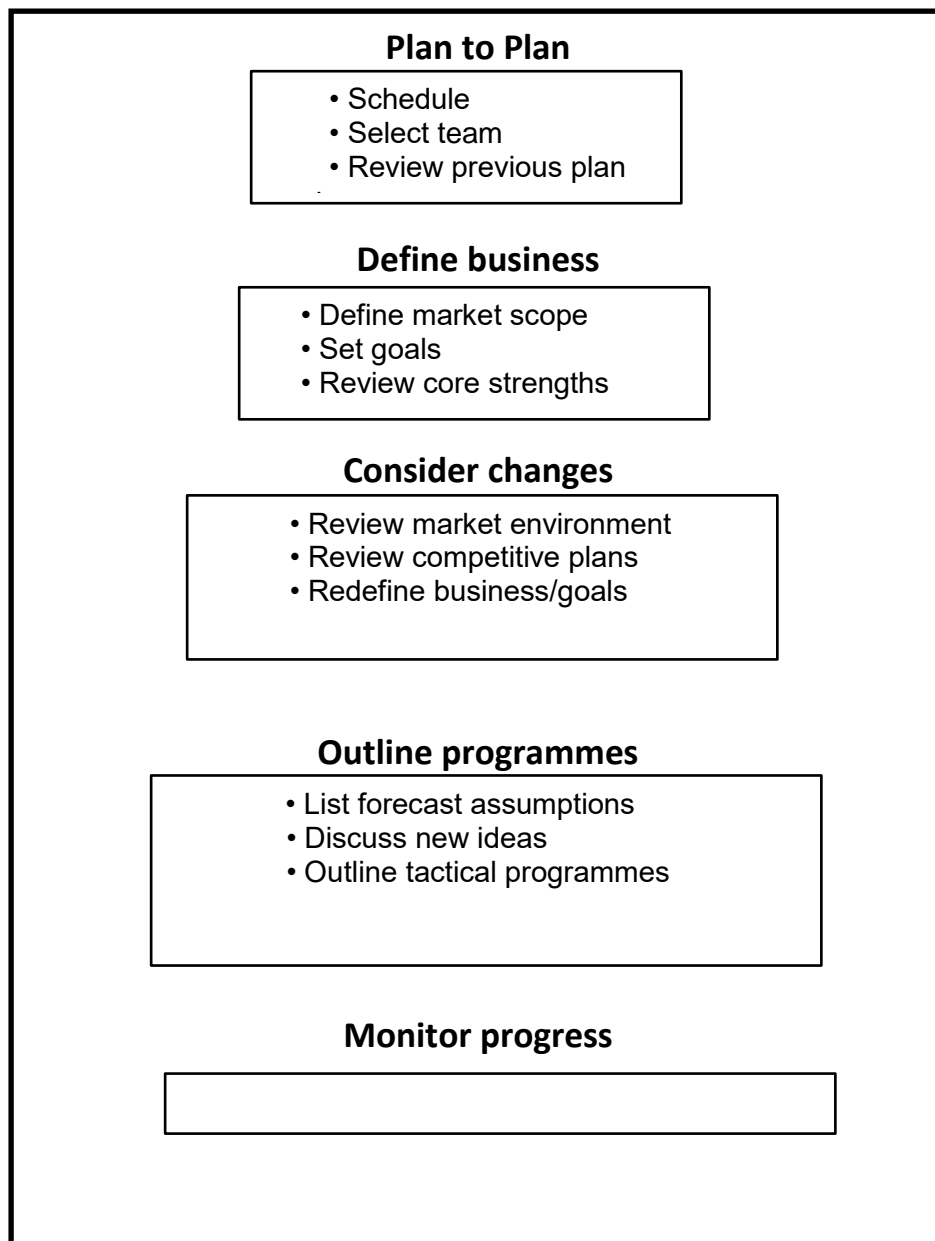 Plan to Plan
• Schedule
• Select team
• Review previous plan
Define business
• Define market scope
• Set goals
• Review core strengths
Consider changes
• Review market environment
• Review competitive plans
• Redefine business/goals
Outline programmes
• List forecast assumptions
• Discuss new ideas
• Outline tactical programmes
Monitor progress